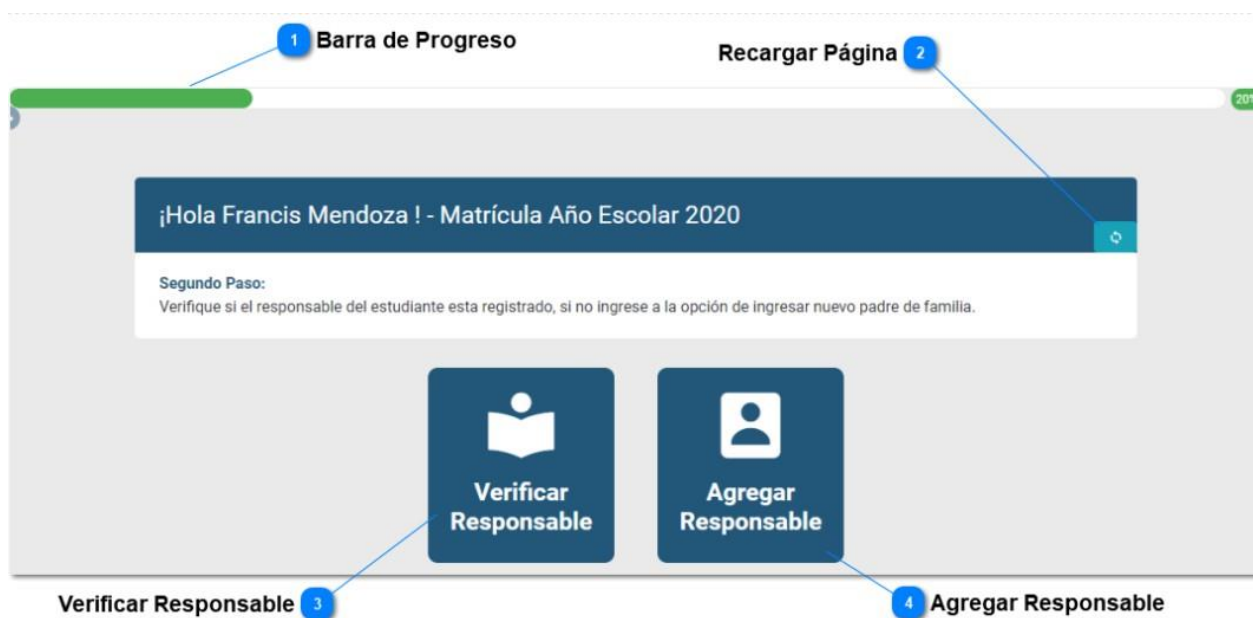 1 Barra de Progreso
Recargar Página 2
20%
¡Hola Francis Mendoza ! - Matrícula Año Escolar 2020
Segundo Paso:
Verifique si el responsable del estudiante esta registrado, si no ingrese a la opción de ingresar nuevo padre de familia.
Verificar
Responsable
Agregar
Responsable
Verificar Responsable 3
4 Agregar Responsable